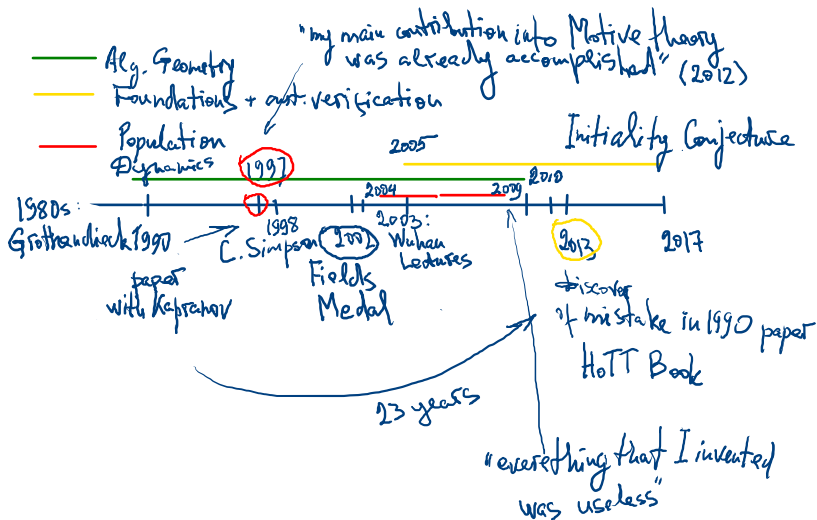 "my main contribution into Motive theory
was already accomplished" (2012)
Alg. Geometry
Foundations + aut. verification
Population
Dynamics
1997
2005
Initiality Conjecture
2010
1980s:
2004
2009
Grothendieck
1990
C. Simpson
1998
2002
2003:
Wuhan
Lectures
2013
2017
paper
with Kapranov
Fields
Medal
discover
of mistake in 1990 paper
HoTT Book
23 years
"everething that I invented
was useless"